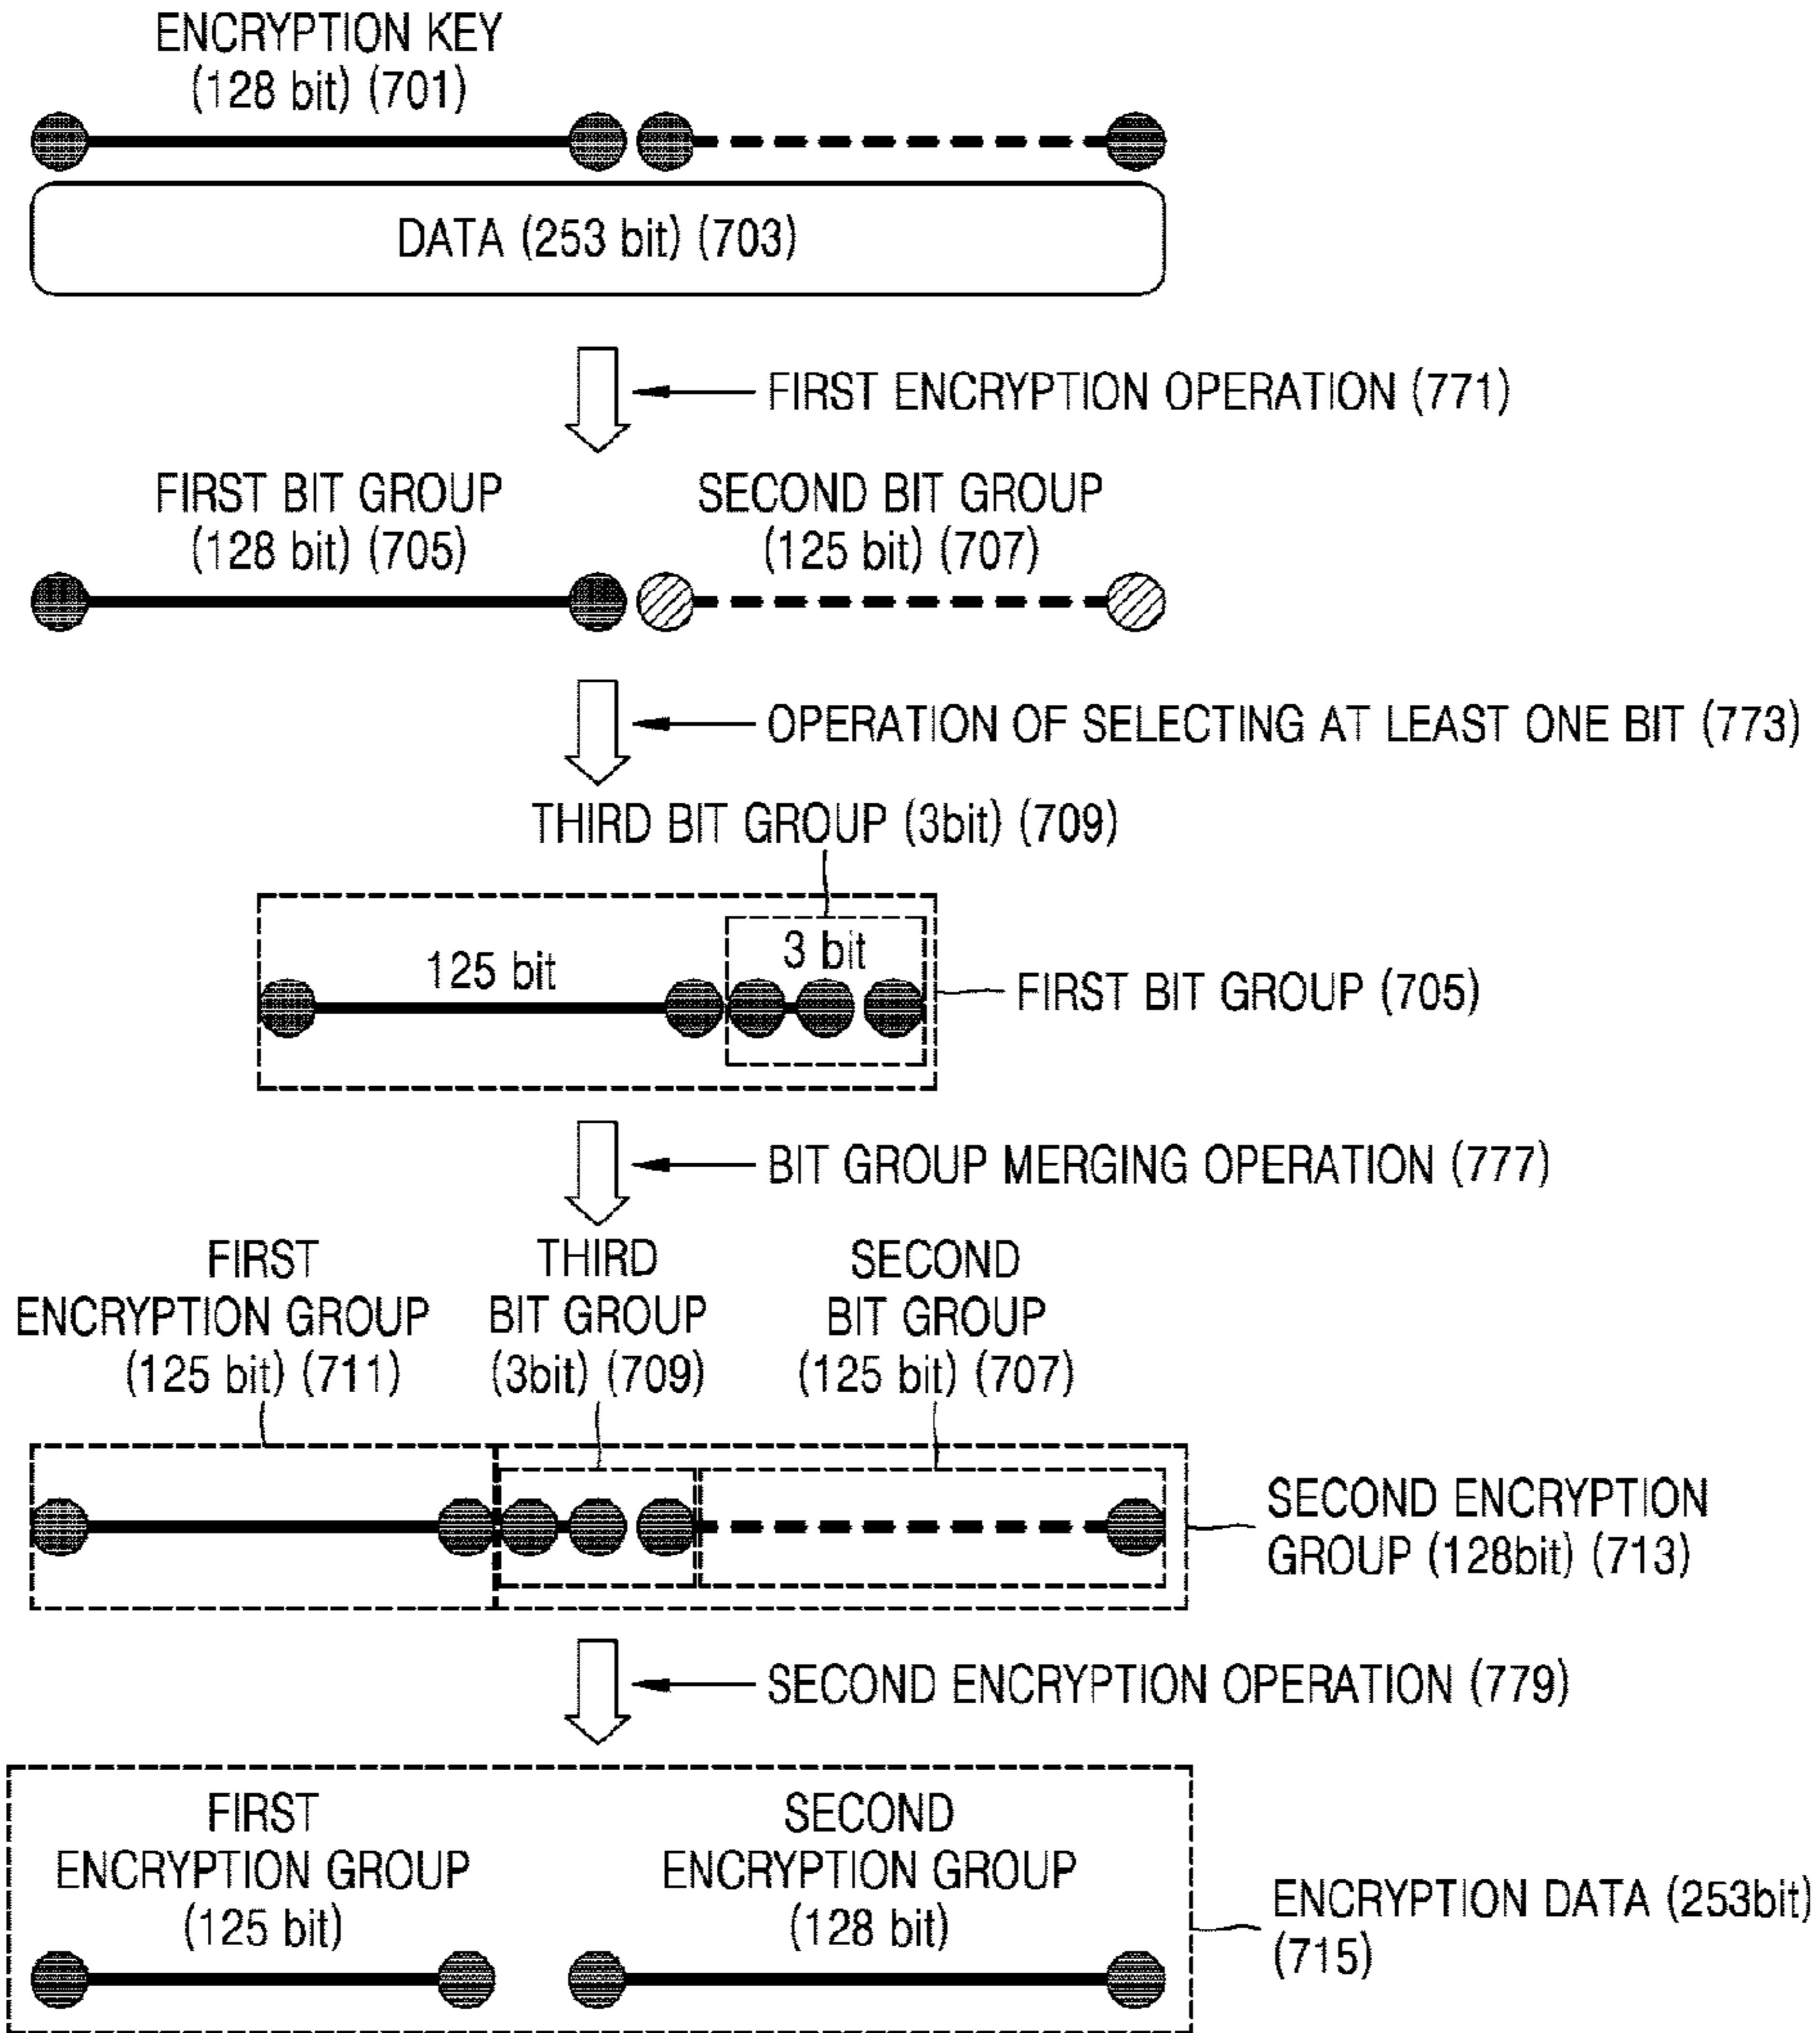 ENCRYPTION KEY
(128 bit) (701)
DATA (253 bit) (703)
FIRST ENCRYPTION OPERATION (771)
FIRST BIT GROUP
(128 bit) (705)
SECOND BIT GROUP
(125 bit) (707)
OPERATION OF SELECTING AT LEAST ONE BIT (773)
THIRD BIT GROUP (3bit) (709)
125 bit
3 bit
FIRST BIT GROUP (705)
BIT GROUP MERGING OPERATION (777)
FIRST
ENCRYPTION GROUP
(125 bit) (711)
THIRD
BIT GROUP
(3bit) (709)
SECOND
BIT GROUP
(125 bit) (707)
SECOND ENCRYPTION
GROUP (128bit) (713)
SECOND ENCRYPTION OPERATION (779)
FIRST
ENCRYPTION GROUP
(125 bit)
SECOND
ENCRYPTION GROUP
(128 bit)
ENCRYPTION DATA (253bit)
(715)